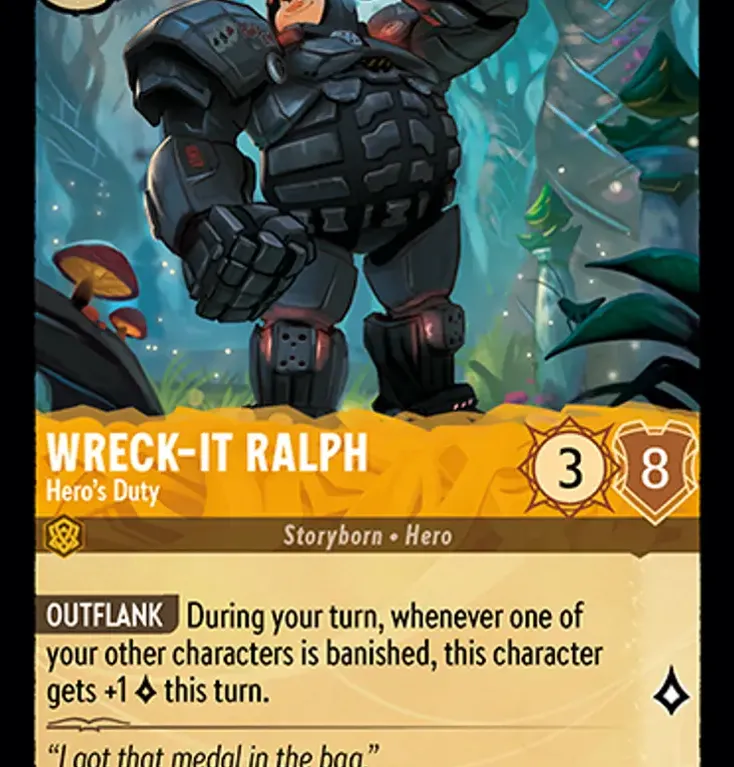 WRECK-IT RALPH
Hero's Duty
3 8
Storyborn • Hero
OUTFLANK During your turn, whenever one of
your other characters is banished, this character
gets +1 ⬧ this turn.
"I got that medal in the bag."